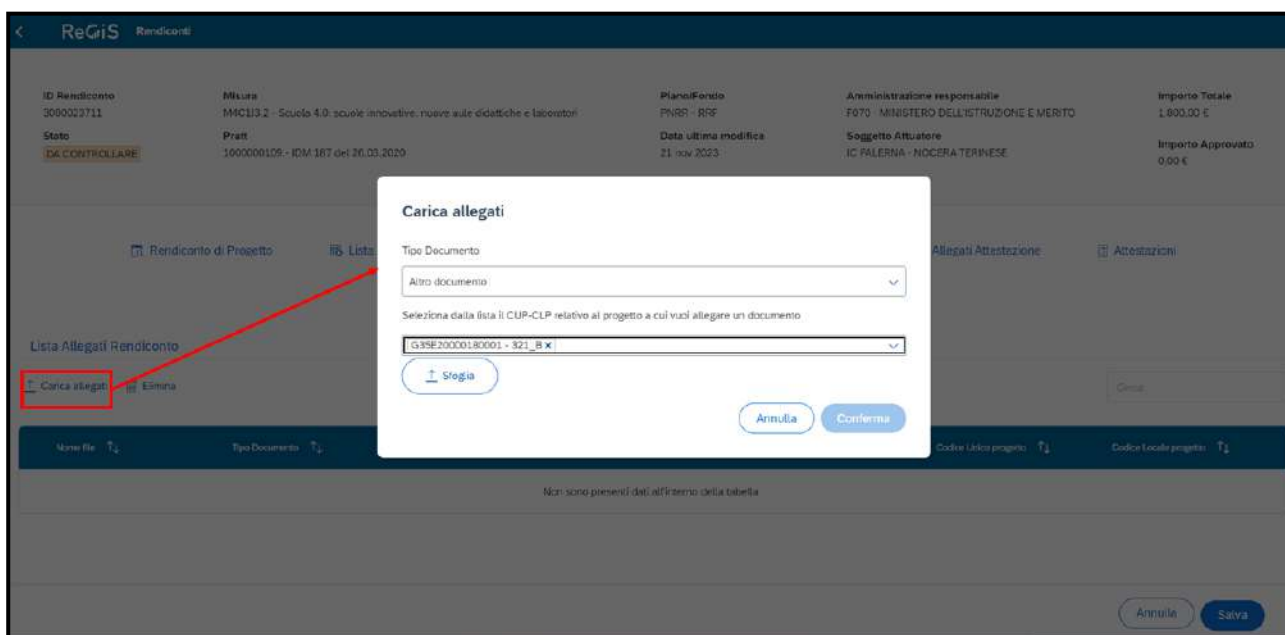 ReGiS Rendiconti
ID Rendiconto Misura Piano/Fondo Amministrazione responsabile Importo Totale
3000023711 M4C1I3.2 - Scuola 4.0: scuole innovative, nuove aule didattiche e laboratori PNRR - RRF F070 - MINISTERO DELL'ISTRUZIONE E MERITO 1.800,00 €
Stato Pratt Data ultima modifica Soggetto Attuatore Importo Approvato
DA CONTROLLARE 1000000109 - IDM 187 del 26.03.2020 21 nov 2023 IC FALERNA - NOCERA TERINESE 0,00 €
Carica allegati
Rendiconto di Progetto Lista Allegati Attestazione Attestazioni
Tipo Documento
Altro documento
Seleziona dalla lista il CUP-CLP relativo al progetto a cui vuoi allegare un documento
G35E20000180001 - 321_B x
Lista Allegati Rendiconto
Sfoglia
Carica allegati Elimina Cerca
Annulla Conferma
Nome file Tipo Documento Codice Unico progetto Codice Locale progetto
Non sono presenti dati all'interno della tabella
Annulla Salva